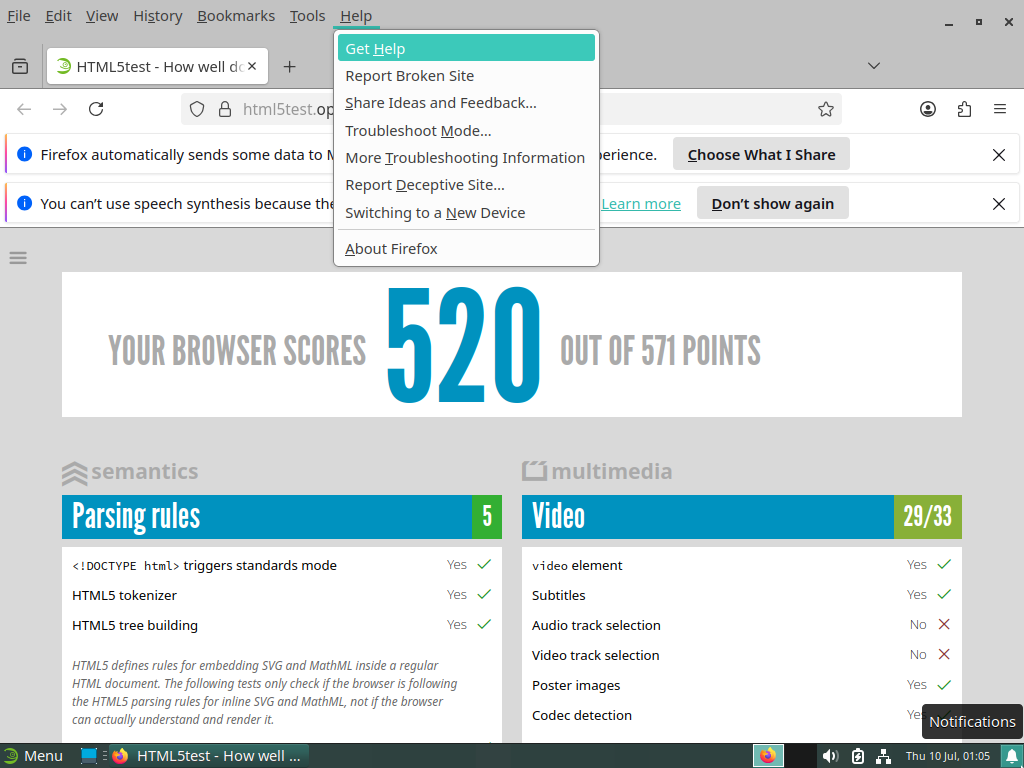 File Edit View History Bookmarks Tools Help
Get Help
Report Broken Site
Share Ideas and Feedback...
Troubleshoot Mode...
More Troubleshooting Information
Report Deceptive Site...
Switching to a New Device
About Firefox
HTML5test - How well do
html5test.op
Firefox automatically sends some data to M
perience.
Choose What I Share
You can’t use speech synthesis because the
Learn more
Don’t show again
YOUR BROWSER SCORES 520 OUT OF 571 POINTS
semantics
Parsing rules 5
<!DOCTYPE html> triggers standards mode Yes
HTML5 tokenizer Yes
HTML5 tree building Yes
HTML5 defines rules for embedding SVG and MathML inside a regular
HTML document. The following tests only check if the browser is following
the HTML5 parsing rules for inline SVG and MathML, not if the browser
can actually understand and render it.
multimedia
Video 29/33
video element Yes
Subtitles Yes
Audio track selection No
Video track selection No
Poster images Yes
Codec detection Yes
Notifications
Menu
HTML5test - How well ...
Thu 10 Jul, 01:05